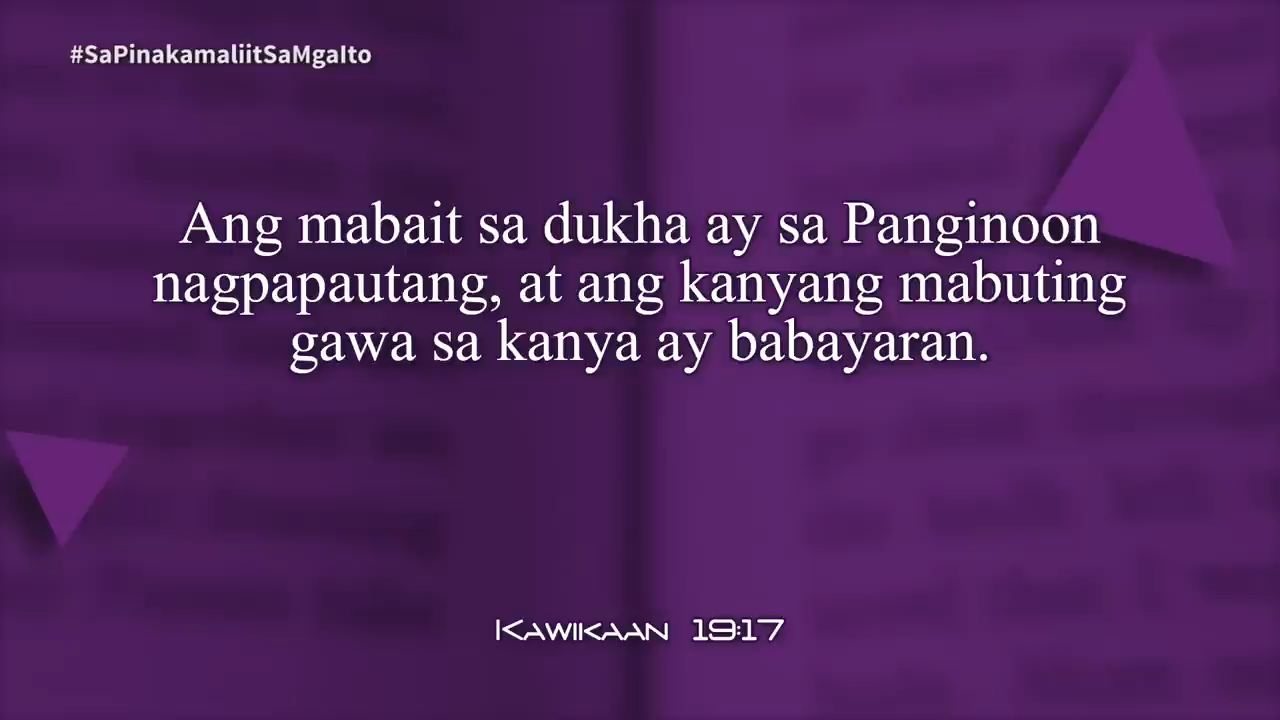 #SaPinakamaliitSaMgaIto
Ang mabait sa dukha ay sa Panginoon
nagpapautang, at ang kanyang mabuting
gawa sa kanya ay babayaran.
Kawikaan 19:17